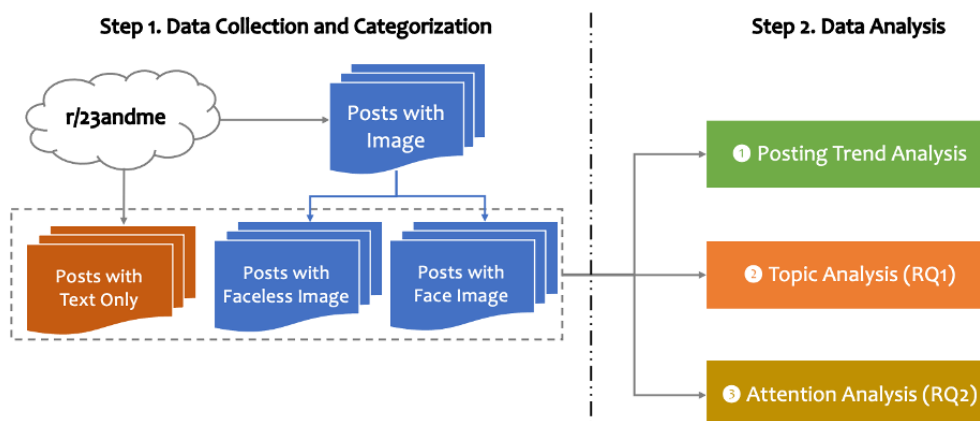 Step 1. Data Collection and Categorization
Step 2. Data Analysis
r/23andme
Posts with
Image
Posts with
Text Only
Posts with
Faceless Image
Posts with
Face Image
❶ Posting Trend Analysis
❷ Topic Analysis (RQ1)
❸ Attention Analysis (RQ2)